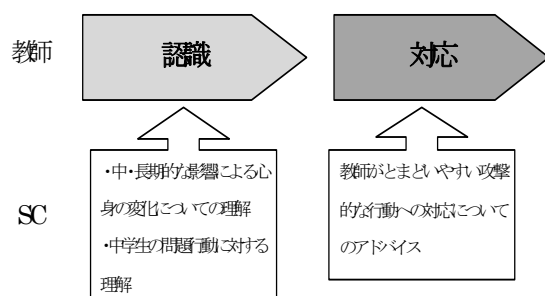 教師
認識
対応
SC
・中・長期的な影響による心
身の変化についての理解
・中学生の問題行動に対する
理解
教師がとまどいやすい攻撃
的な行動への対応について
のアドバイス